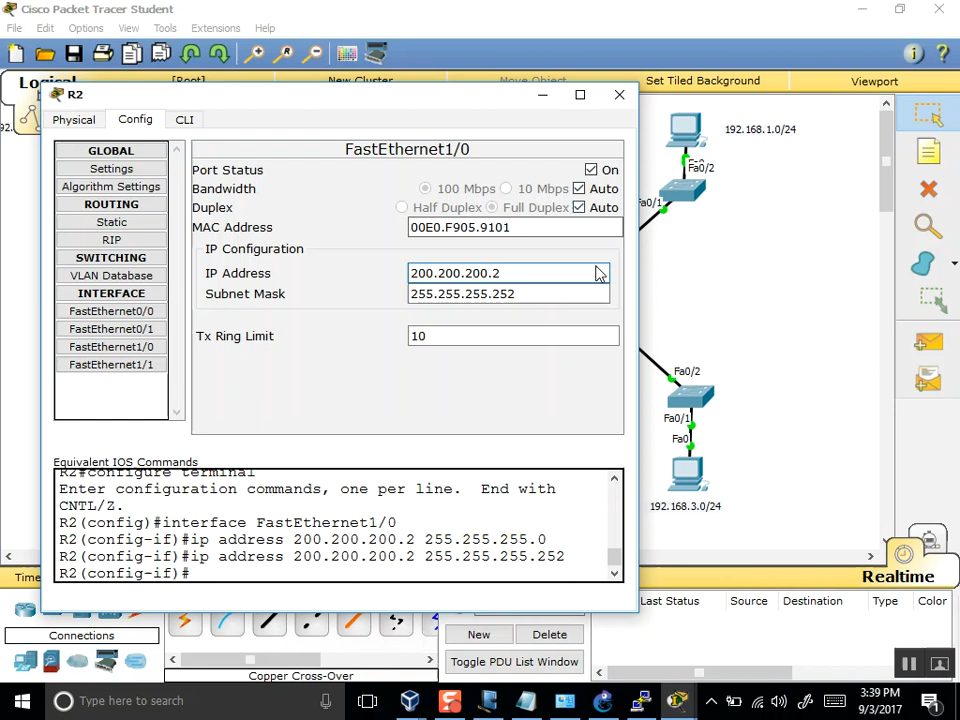 Cisco Packet Tracer Student
File Edit Options View Tools Extensions Help
Logical [Root] New Cluster Move Object Set Tiled Background Viewport
R2
Physical Config CLI
GLOBAL
Settings
Algorithm Settings
ROUTING
Static
RIP
SWITCHING
VLAN Database
INTERFACE
FastEthernet0/0
FastEthernet0/1
FastEthernet1/0
FastEthernet1/1
FastEthernet1/0
Port Status On
Bandwidth 100 Mbps 10 Mbps Auto
Duplex Half Duplex Full Duplex Auto
MAC Address 00E0.F905.9101
IP Configuration
IP Address 200.200.200.2
Subnet Mask 255.255.255.252
Tx Ring Limit 10
Equivalent IOS Commands
R2#configure terminal
Enter configuration commands, one per line. End with
CNTL/Z.
R2(config)#interface FastEthernet1/0
R2(config-if)#ip address 200.200.200.2 255.255.255.0
R2(config-if)#ip address 200.200.200.2 255.255.255.252
R2(config-if)#
192.168.1.0/24
Fa0/2
Fa0/1
Fa0/2
Fa0/1
Fa0
192.168.3.0/24
Time
Realtime
Connections
Copper Cross-Over
New Delete
Toggle PDU List Window
Last Status Source Destination Type Color
Type here to search
3:39 PM
9/3/2017
1